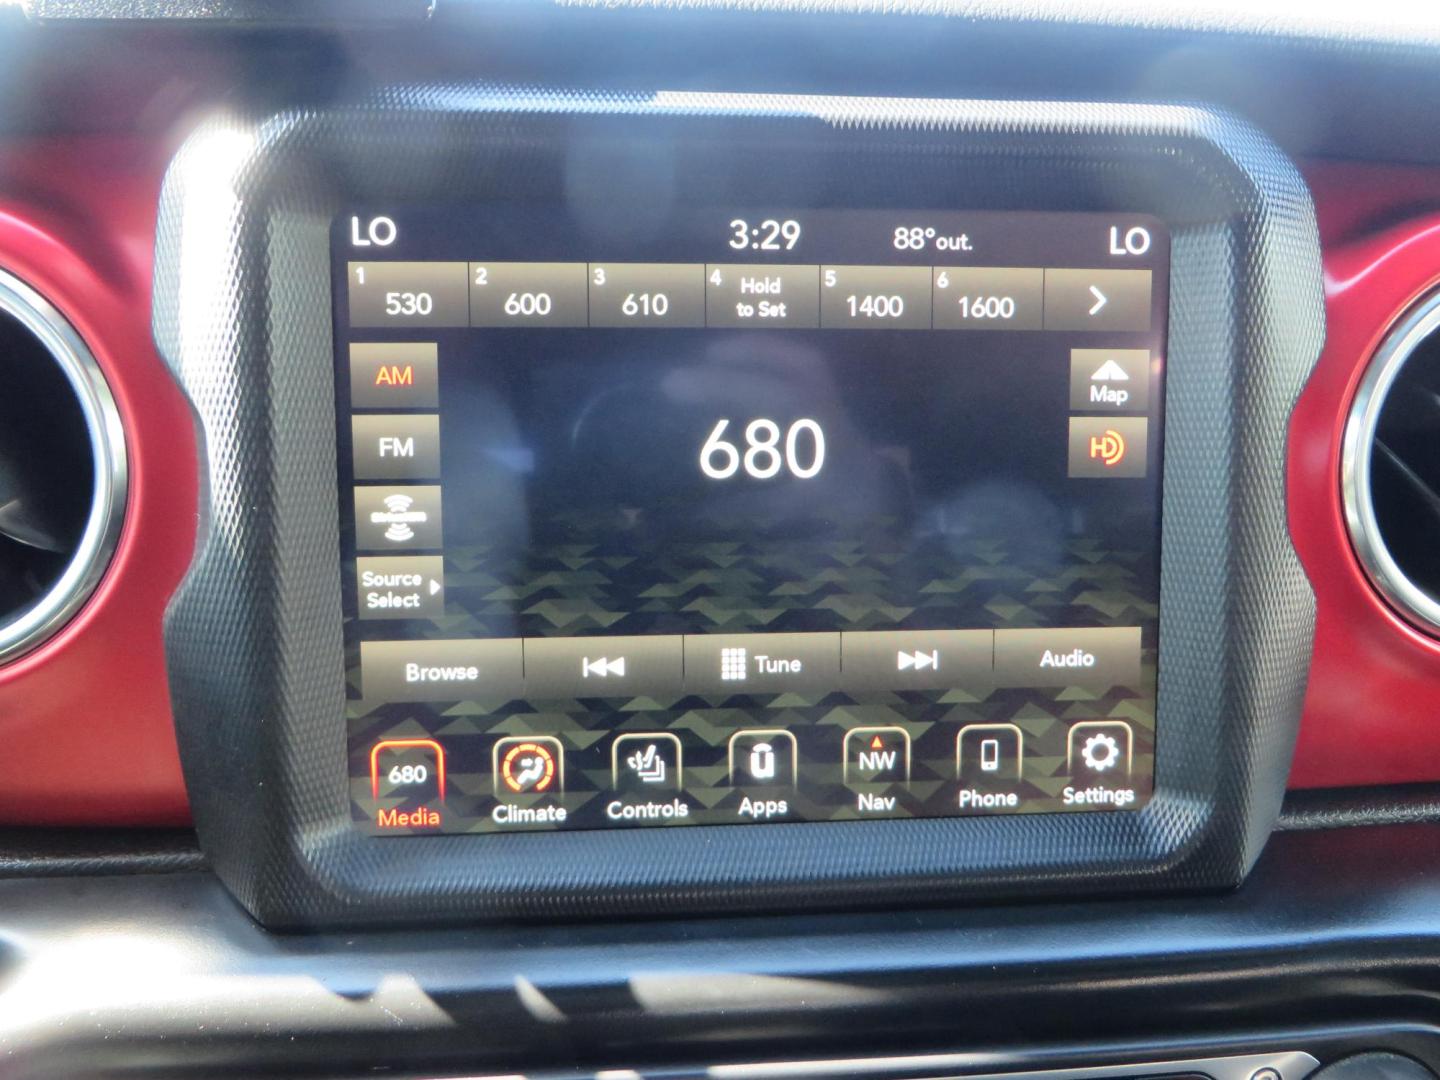 LO 3:29 88° out. LO
1 530 2 600 3 610 4 Hold to Set 5 1400 6 1600
AM
Map
680
HD
FM
Source
Select
Browse Tune Audio
680 NW
Media Climate Controls Apps Nav Phone Settings